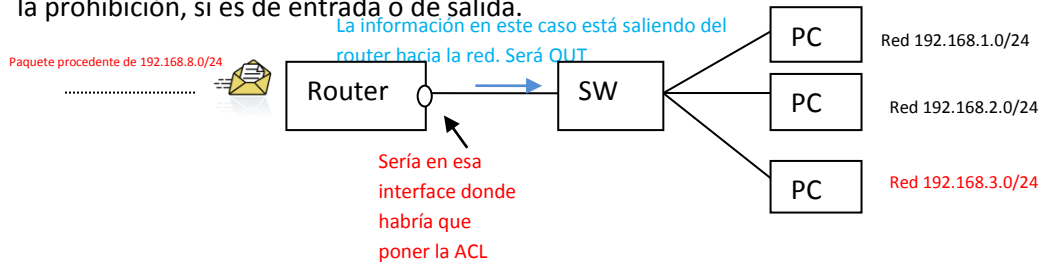 la prohibición, si es de entrada o de salida.
La información en este caso está saliendo del
router hacia la red. Será OUT
Paquete procedente de 192.168.8.0/24
Router
SW
PC
Red 192.168.1.0/24
PC
Red 192.168.2.0/24
PC
Red 192.168.3.0/24
Sería en esa
interface donde
habría que
poner la ACL